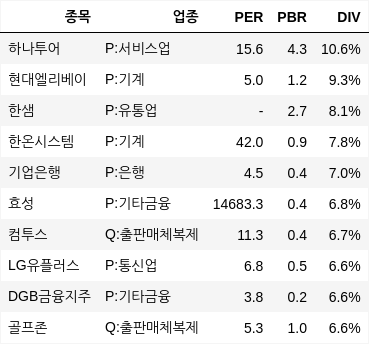 종목 업종 PER PBR DIV
하나투어 P:서비스업 15.6 4.3 10.6%
현대엘리베이 P:기계 5.0 1.2 9.3%
한샘 P:유통업 - 2.7 8.1%
한온시스템 P:기계 42.0 0.9 7.8%
기업은행 P:은행 4.5 0.4 7.0%
효성 P:기타금융 14683.3 0.4 6.8%
컴투스 Q:출판매체복제 11.3 0.4 6.7%
LG유플러스 P:통신업 6.8 0.5 6.6%
DGB금융지주 P:기타금융 3.8 0.2 6.6%
골프존 Q:출판매체복제 5.3 1.0 6.6%